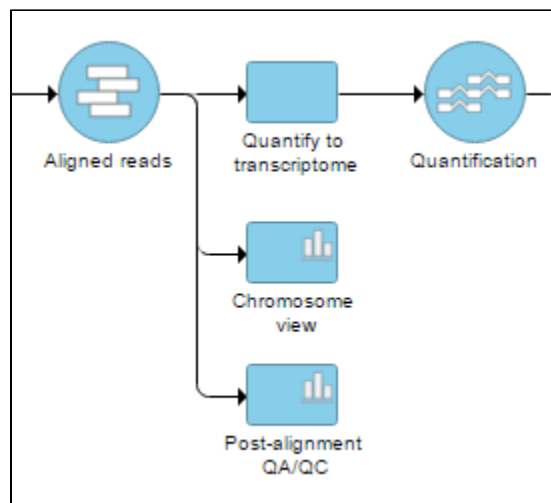 Aligned reads
Quantify to
transcriptome
Quantification
Chromosome
view
Post-alignment
QA/QC